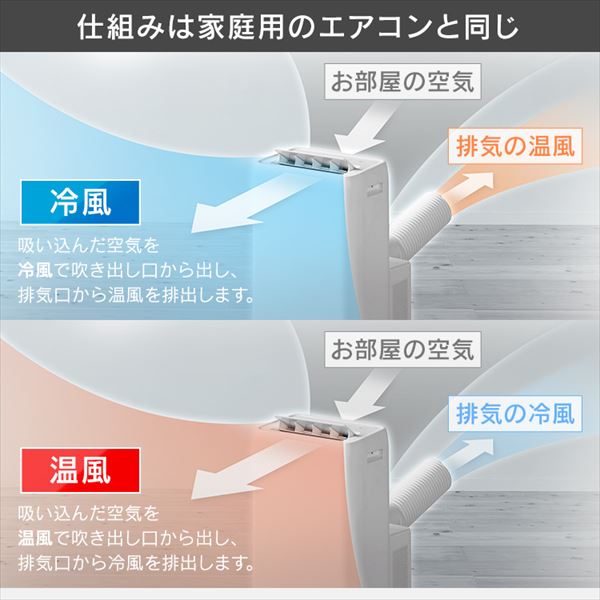 仕組みは家庭用のエアコンと同じ
お部屋の空気
排気の温風
冷風
吸い込んだ空気を
冷風で吹き出し口から出し、
排気口から温風を排出します。
お部屋の空気
排気の冷風
温風
吸い込んだ空気を
温風で吹き出し口から出し、
排気口から冷風を排出します。